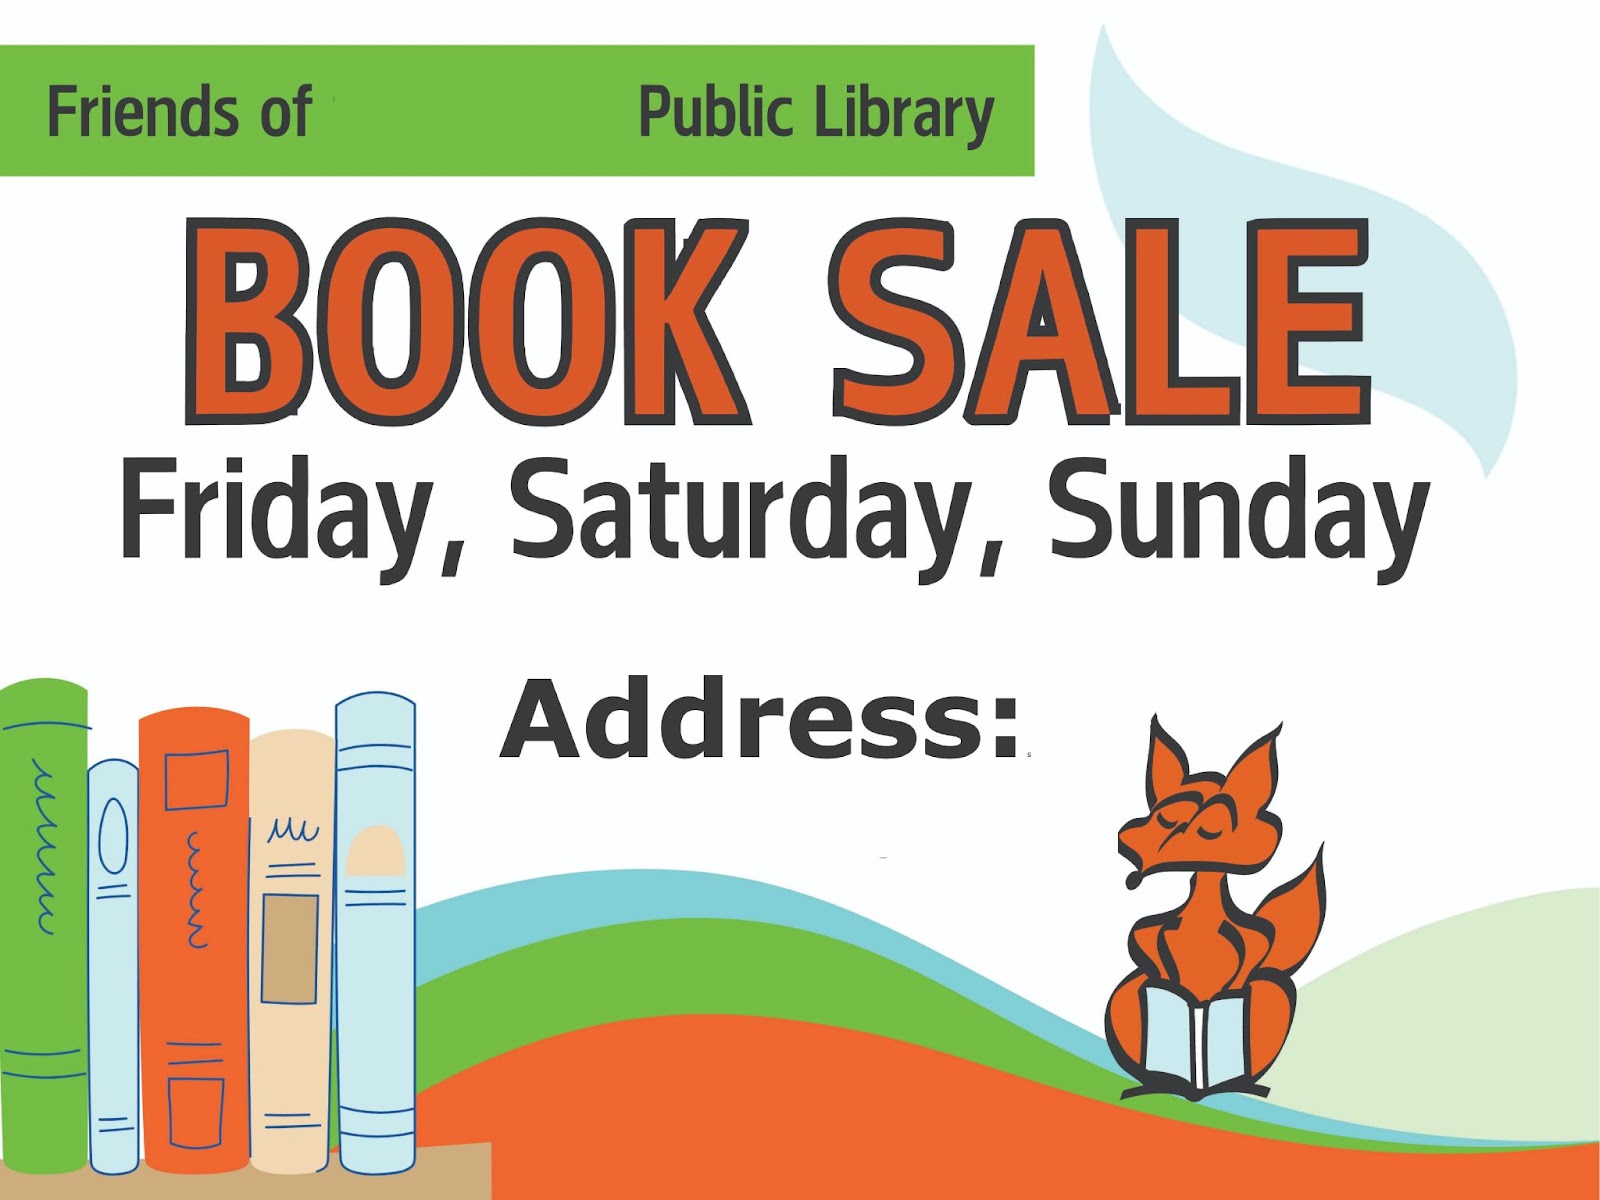 Friends of Public Library
BOOK SALE
Friday, Saturday, Sunday
Address: